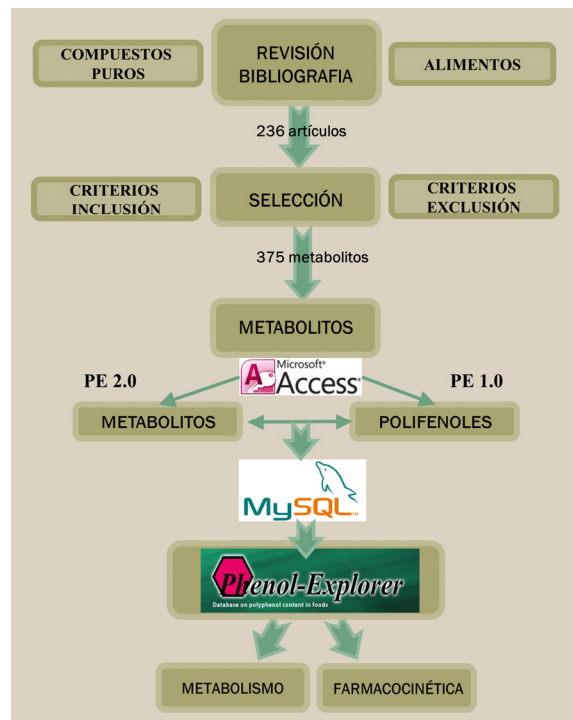 COMPUESTOS
PUROS
REVISIÓN
BIBLIOGRAFIA
ALIMENTOS
236 artículos
CRITERIOS
INCLUSIÓN
SELECCIÓN
CRITERIOS
EXCLUSIÓN
375 metabolitos
METABOLITOS
PE 2.0
Microsoft®
Access®
PE 1.0
METABOLITOS
POLIFENOLES
MySQL™
Phenol-Explorer
Database on polyphenol content in foods
METABOLISMO
FARMACOCINÉTICA